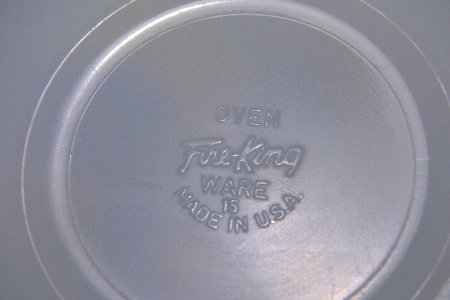 OVEN
Fire-King
WARE
15
MADE IN U.S.A.